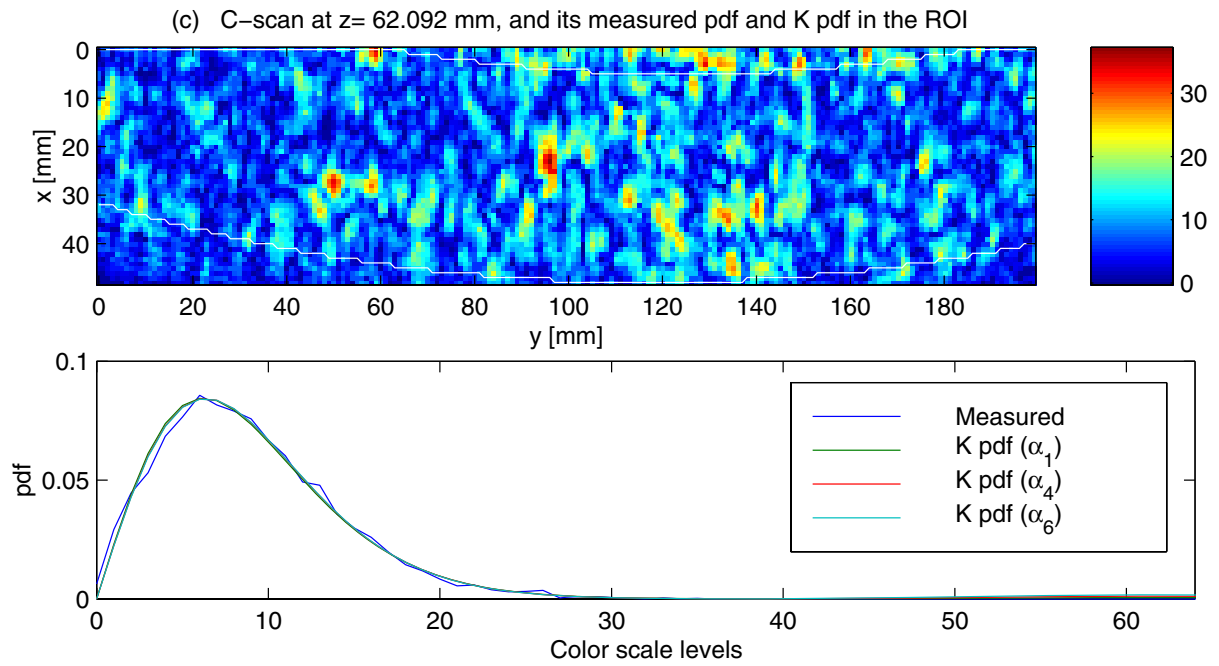 (c) C−scan at z= 62.092 mm, and its measured pdf and K pdf in the ROI
0
10
20
30
40
x [mm]
0 20 40 60 80 100 120 140 160 180
y [mm]
30
20
10
0
0.1
0.05
0
pdf
0 10 20 30 40 50 60
Color scale levels
Measured
K pdf (α1)
K pdf (α4)
K pdf (α6)